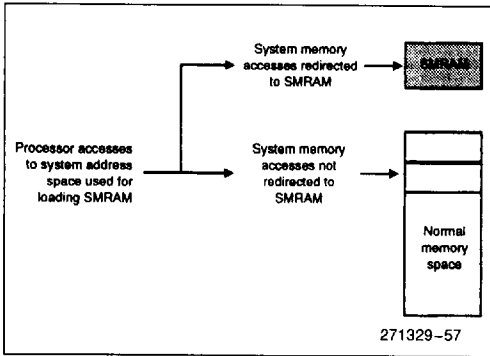 System memory
accesses redirected
to SMRAM
SMRAM
Processor accesses
to system address
space used for
loading SMRAM
System memory
accesses not
redirected to
SMRAM
Normal
memory
space
271329-57